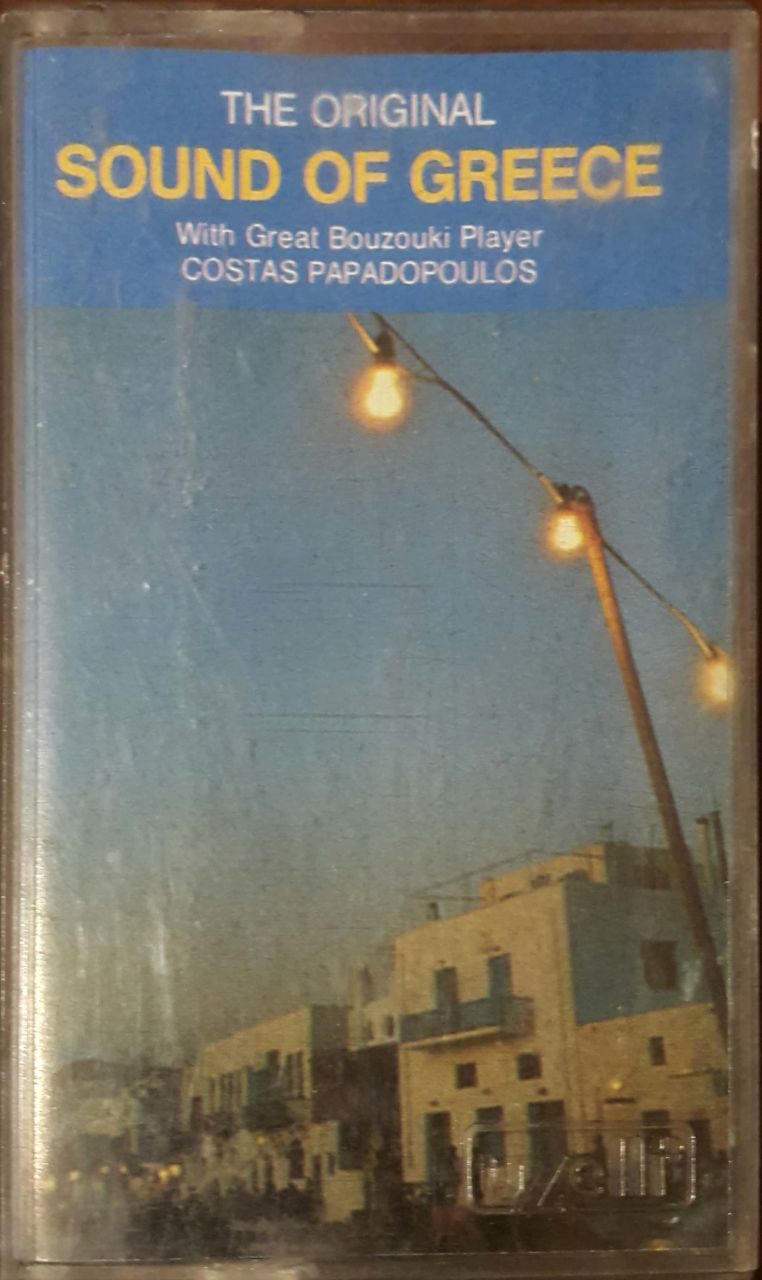 THE ORIGINAL
SOUND OF GREECE
With Great Bouzouki Player
COSTAS PAPADOPOULOS